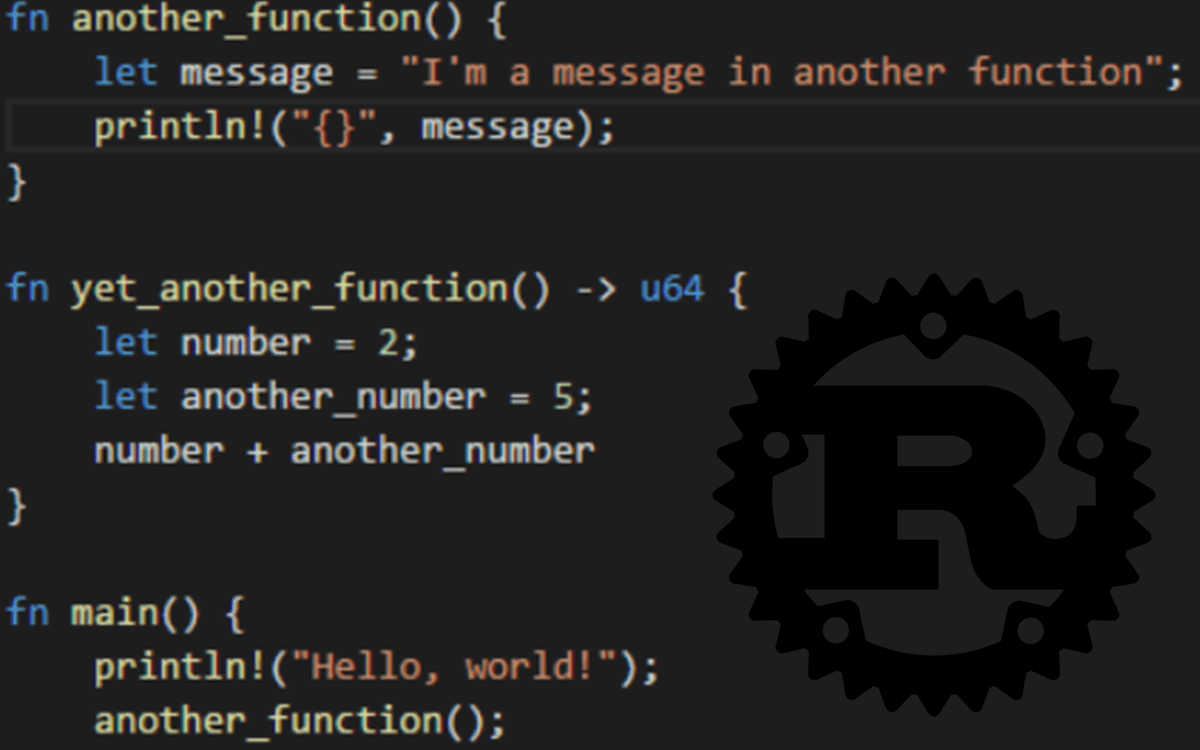 fn another_function() {
    let message = "I'm a message in another function";
    println!("{}", message);
}
fn yet_another_function() -> u64 {
    let number = 2;
    let another_number = 5;
    number + another_number
}
fn main() {
    println!("Hello, world!");
    another_function();
R